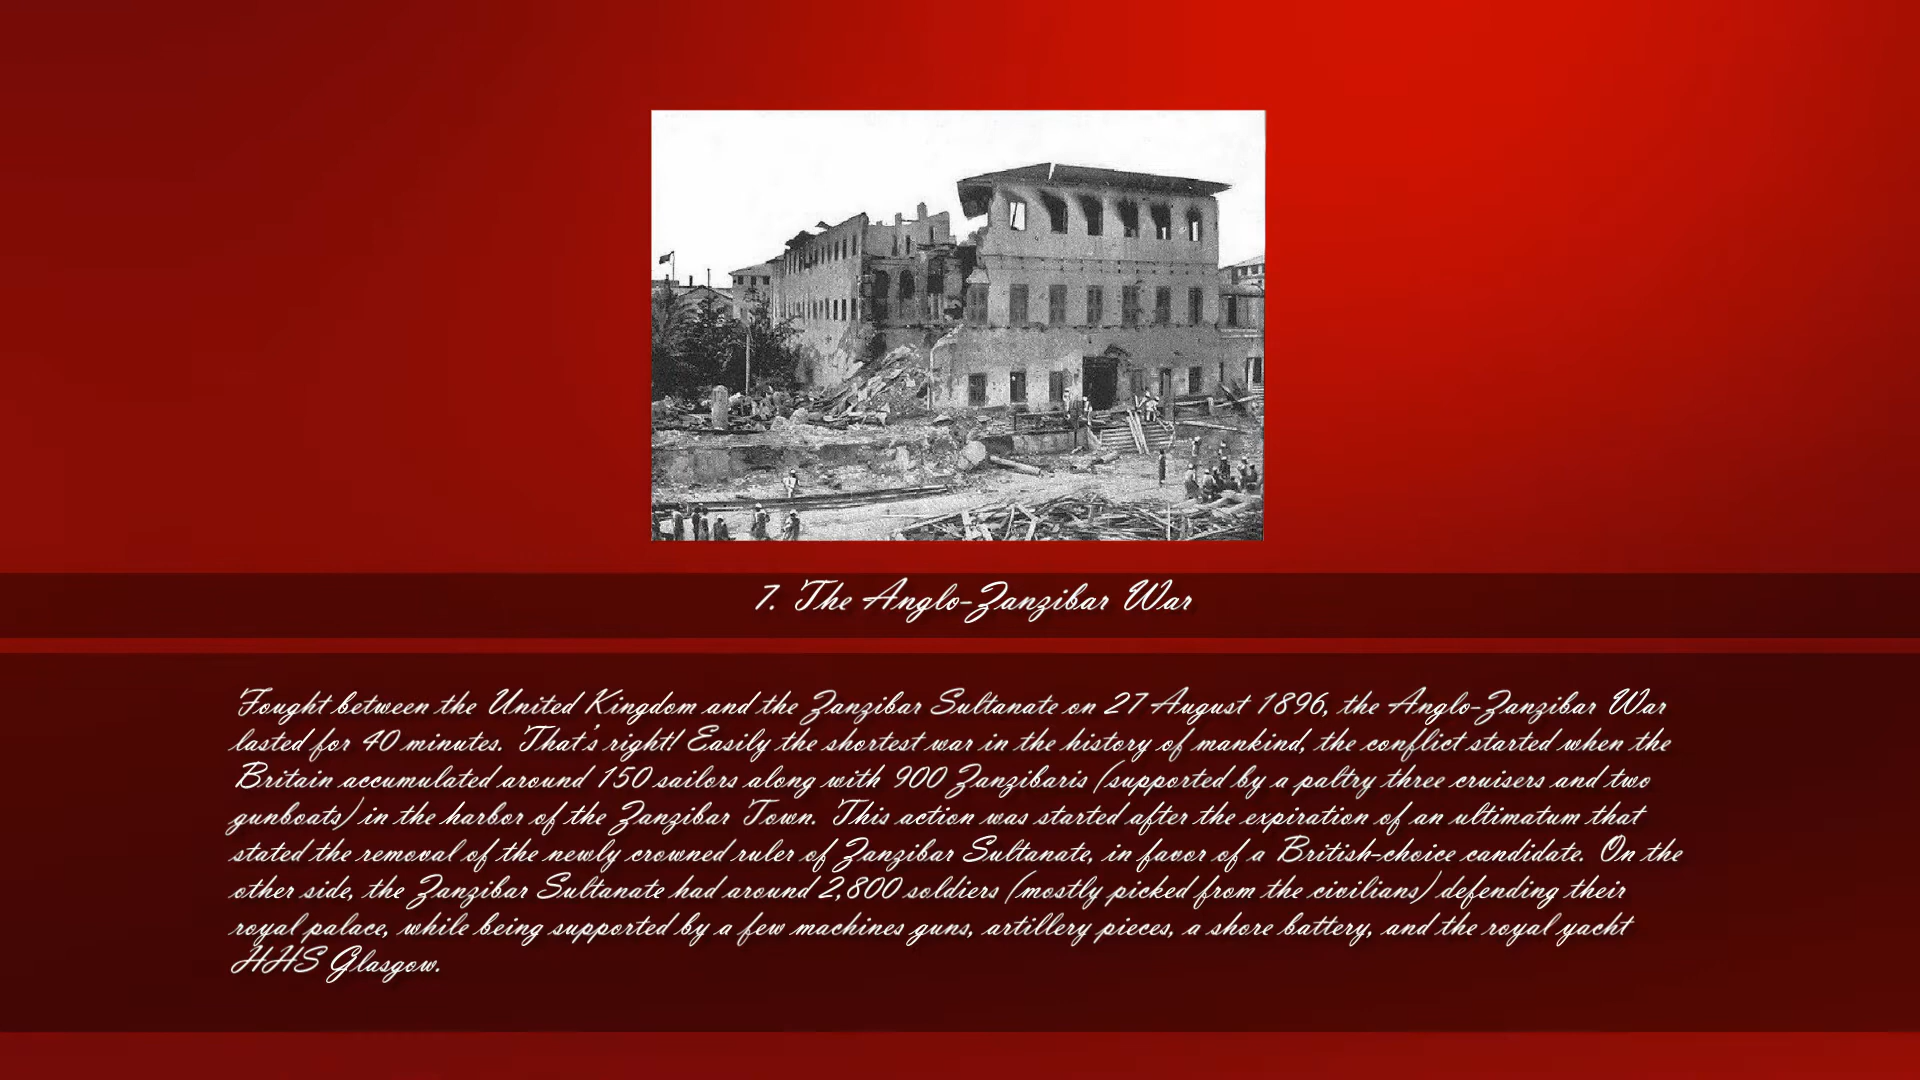 7. The Anglo-Zanzibar War
Fought between the United Kingdom and the Zanzibar Sultanate on 27 August 1896, the Anglo-Zanzibar War
lasted for 40 minutes. That's right! Easily the shortest war in the history of mankind, the conflict started when the
Britain accumulated around 150 sailors along with 900 Zanzibaris (supported by a paltry three cruisers and two
gunboats) in the harbor of the Zanzibar Town. This action was started after the expiration of an ultimatum that
stated the removal of the newly crowned ruler of Zanzibar Sultanate, in favor of a British-choice candidate. On the
other side, the Zanzibar Sultanate had around 2,800 soldiers (mostly picked from the civilians) defending their
royal palace, while being supported by a few machines guns, artillery pieces, a shore battery, and the royal yacht
HHS Glasgow.